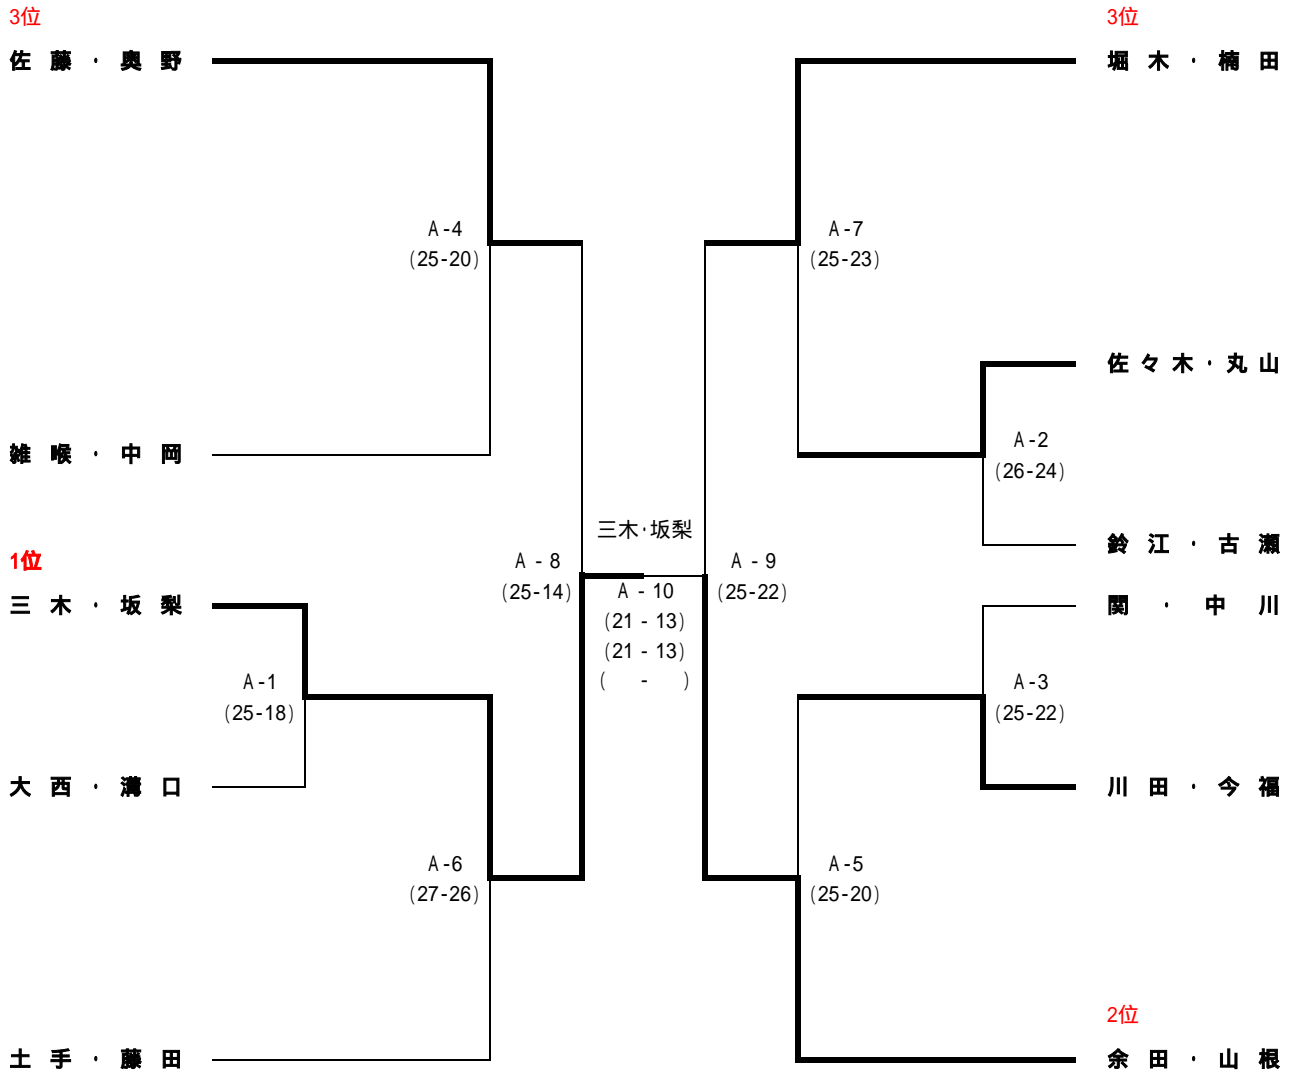 3位
3位
佐藤・奥野
堀木・楠田
A-4
(25-20)
A-7
(25-23)
佐々木・丸山
雑喉・中岡
A-2
(26-24)
三木・坂梨
鈴江・古瀬
1位
A-8
(25-14)
A-9
(25-22)
三木・坂梨
A-10
(21-13)
(21-13)
( - )
関・中川
A-1
(25-18)
A-3
(25-22)
大西・溝口
川田・今福
A-6
(27-26)
A-5
(25-20)
2位
土手・藤田
余田・山根